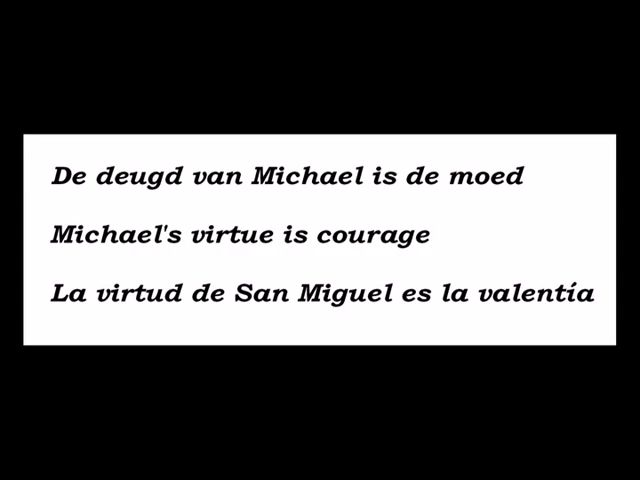 De deugd van Michael is de moed
Michael's virtue is courage
La virtud de San Miguel es la valentía